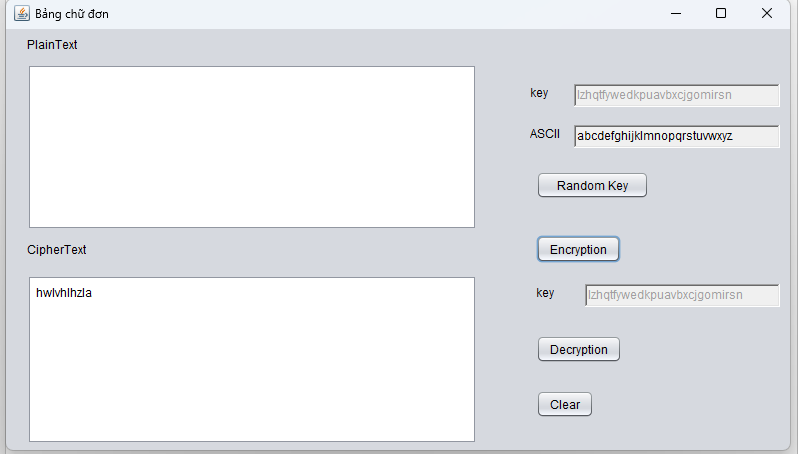 Bảng chữ đơn
PlainText
key
lzhqtfywedkpuavbxcjgomirsn
ASCII
abcdefghijklmnopqrstuvwxyz
Random Key
CipherText
Encryption
hwlvhlhzla
key
lzhqtfywedkpuavbxcjgomirsn
Decryption
Clear